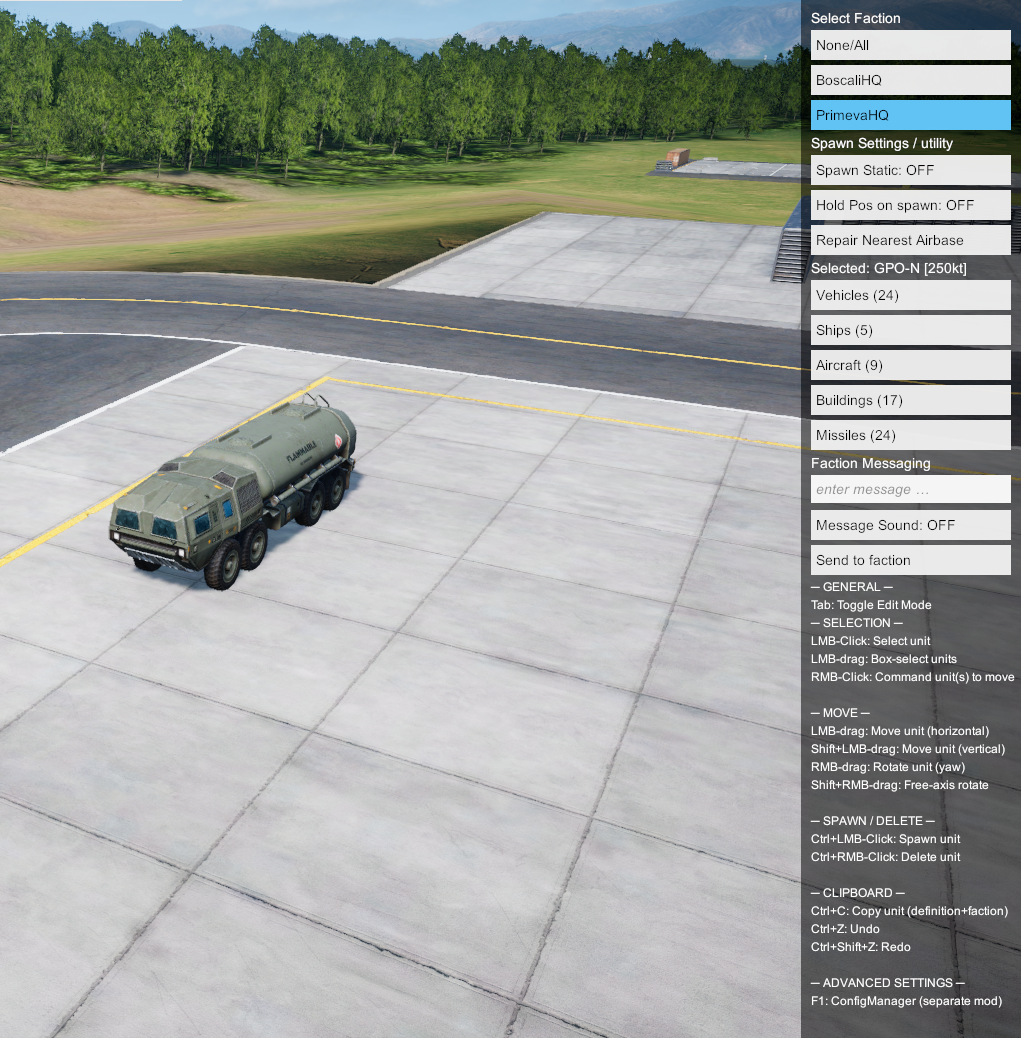 Select Faction
None/All
BoscaliHQ
PrimevaHQ
Spawn Settings / utility
Spawn Static: OFF
Hold Pos on spawn: OFF
Repair Nearest Airbase
Selected: GPO-N [250kt]
Vehicles (24)
Ships (5)
Aircraft (9)
Buildings (17)
Missiles (24)
Faction Messaging
enter message ...
Message Sound: OFF
Send to faction
— GENERAL —
Tab: Toggle Edit Mode
— SELECTION —
LMB-Click: Select unit
LMB-drag: Box-select units
RMB-Click: Command unit(s) to move
— MOVE —
LMB-drag: Move unit (horizontal)
Shift+LMB-drag: Move unit (vertical)
RMB-drag: Rotate unit (yaw)
Shift+RMB-drag: Free-axis rotate
— SPAWN / DELETE —
Ctrl+LMB-Click: Spawn unit
Ctrl+RMB-Click: Delete unit
— CLIPBOARD —
Ctrl+C: Copy unit (definition+faction)
Ctrl+Z: Undo
Ctrl+Shift+Z: Redo
— ADVANCED SETTINGS —
F1: ConfigManager (separate mod)
FLAMMABLE